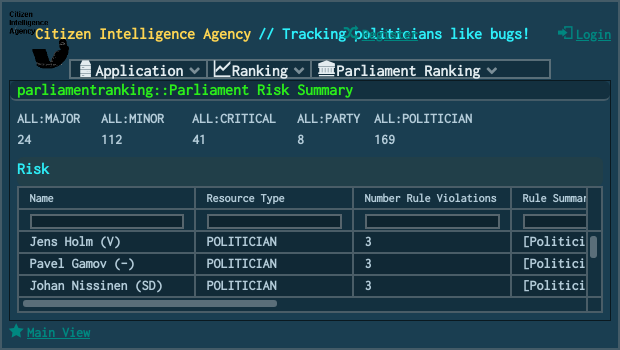 Citizen
Intelligence
Agency
Citizen Intelligence Agency // Tracking politicians like bugs!
Login
Application Ranking Parliament Ranking
parliamentranking::Parliament Risk Summary
ALL:MAJOR ALL:MINOR ALL:CRITICAL ALL:PARTY ALL:POLITICIAN
24 112 41 8 169
Risk
Name Resource Type Number Rule Violations Rule Summar
Jens Holm (V) POLITICIAN 3 [Politici
Pavel Gamov (-) POLITICIAN 3 [Politici
Johan Nissinen (SD) POLITICIAN 3 [Politici
Main View